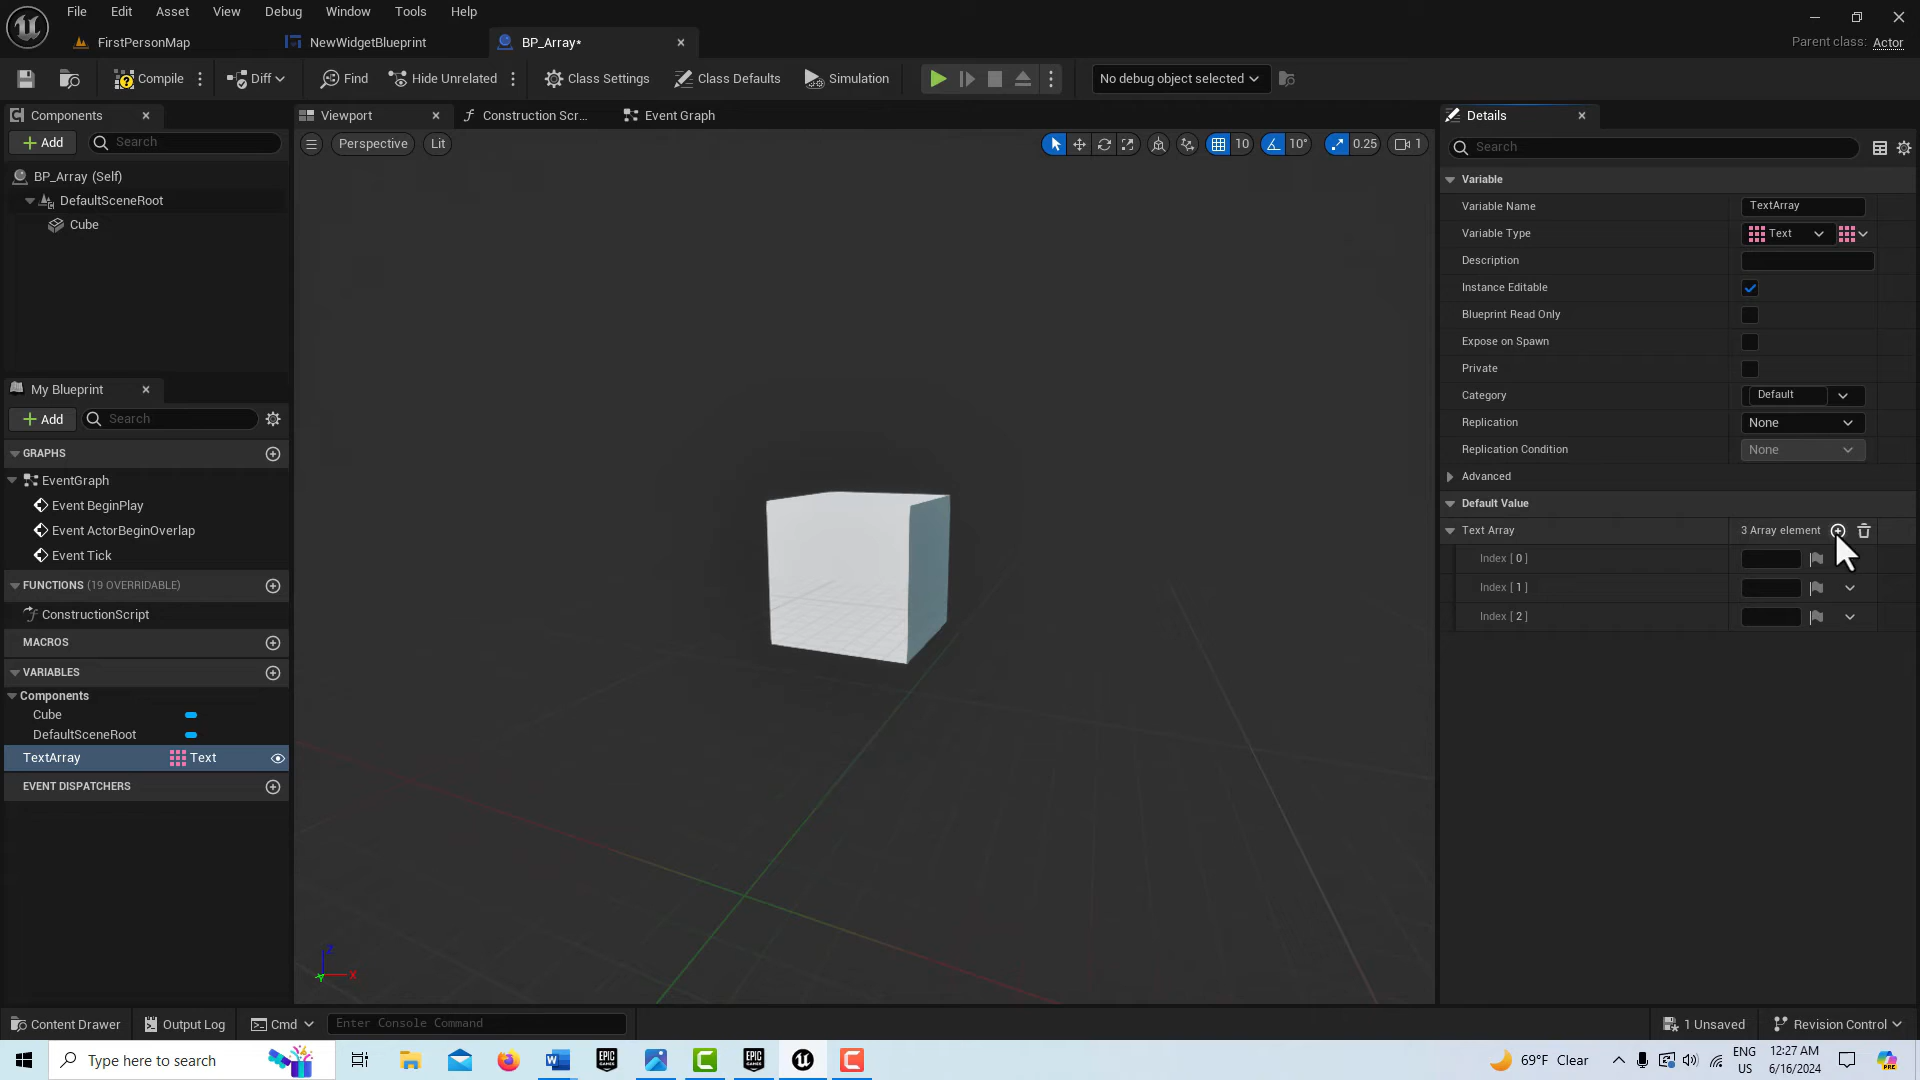 File Edit Asset View Debug Window Tools Help
FirstPersonMap NewWidgetBlueprint BP_Array*
Parent class: Actor
Compile Diff Find Hide Unrelated Class Settings Class Defaults Simulation No debug object selected
Components
Add Search
BP_Array (Self)
DefaultSceneRoot
Cube
My Blueprint
Add Search
GRAPHS
EventGraph
Event BeginPlay
Event ActorBeginOverlap
Event Tick
FUNCTIONS (19 OVERRIDABLE)
ConstructionScript
MACROS
VARIABLES
Components
Cube
DefaultSceneRoot
TextArray Text
EVENT DISPATCHERS
Viewport Construction Scr... Event Graph
Perspective Lit 10 10° 0.25 1
Z
X
Y
Details
Search
Variable
Variable Name TextArray
Variable Type Text
Description
Instance Editable
Blueprint Read Only
Expose on Spawn
Private
Category Default
Replication None
Replication Condition None
Advanced
Default Value
Text Array 3 Array element
Index [ 0 ]
Index [ 1 ]
Index [ 2 ]
Content Drawer Output Log Cmd Enter Console Command 1 Unsaved Revision Control
Type here to search
EPIC GAMES
EPIC GAMES
69°F Clear
ENG
US
12:27 AM
6/16/2024
PRE